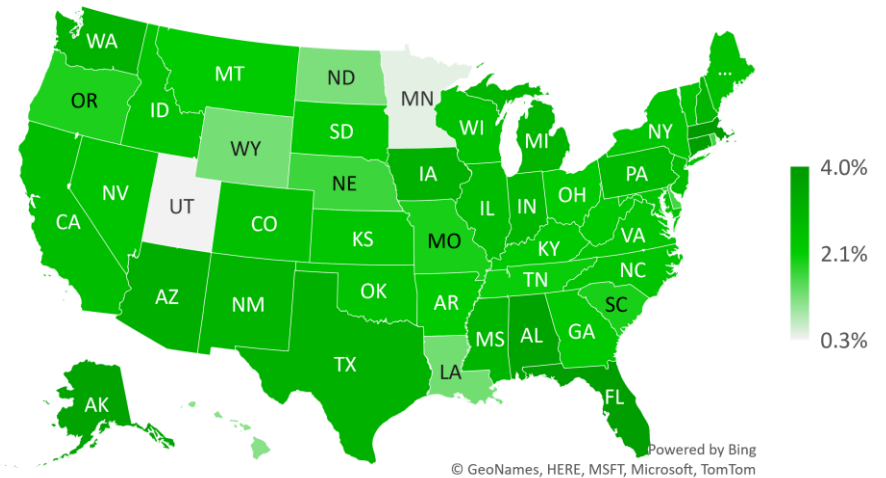 WA
MT
ND
MN
...
OR
ID
SD
WI
MI
NY
WY
IA
PA
NE
NV
UT
IL
IN
OH
CA
CO
KS
MO
KY
VA
NC
AZ
NM
OK
AR
TN
SC
MS
AL
GA
TX
LA
AK
FL
4.0%
2.1%
0.3%
Powered by Bing
© GeoNames, HERE, MSFT, Microsoft, TomTom